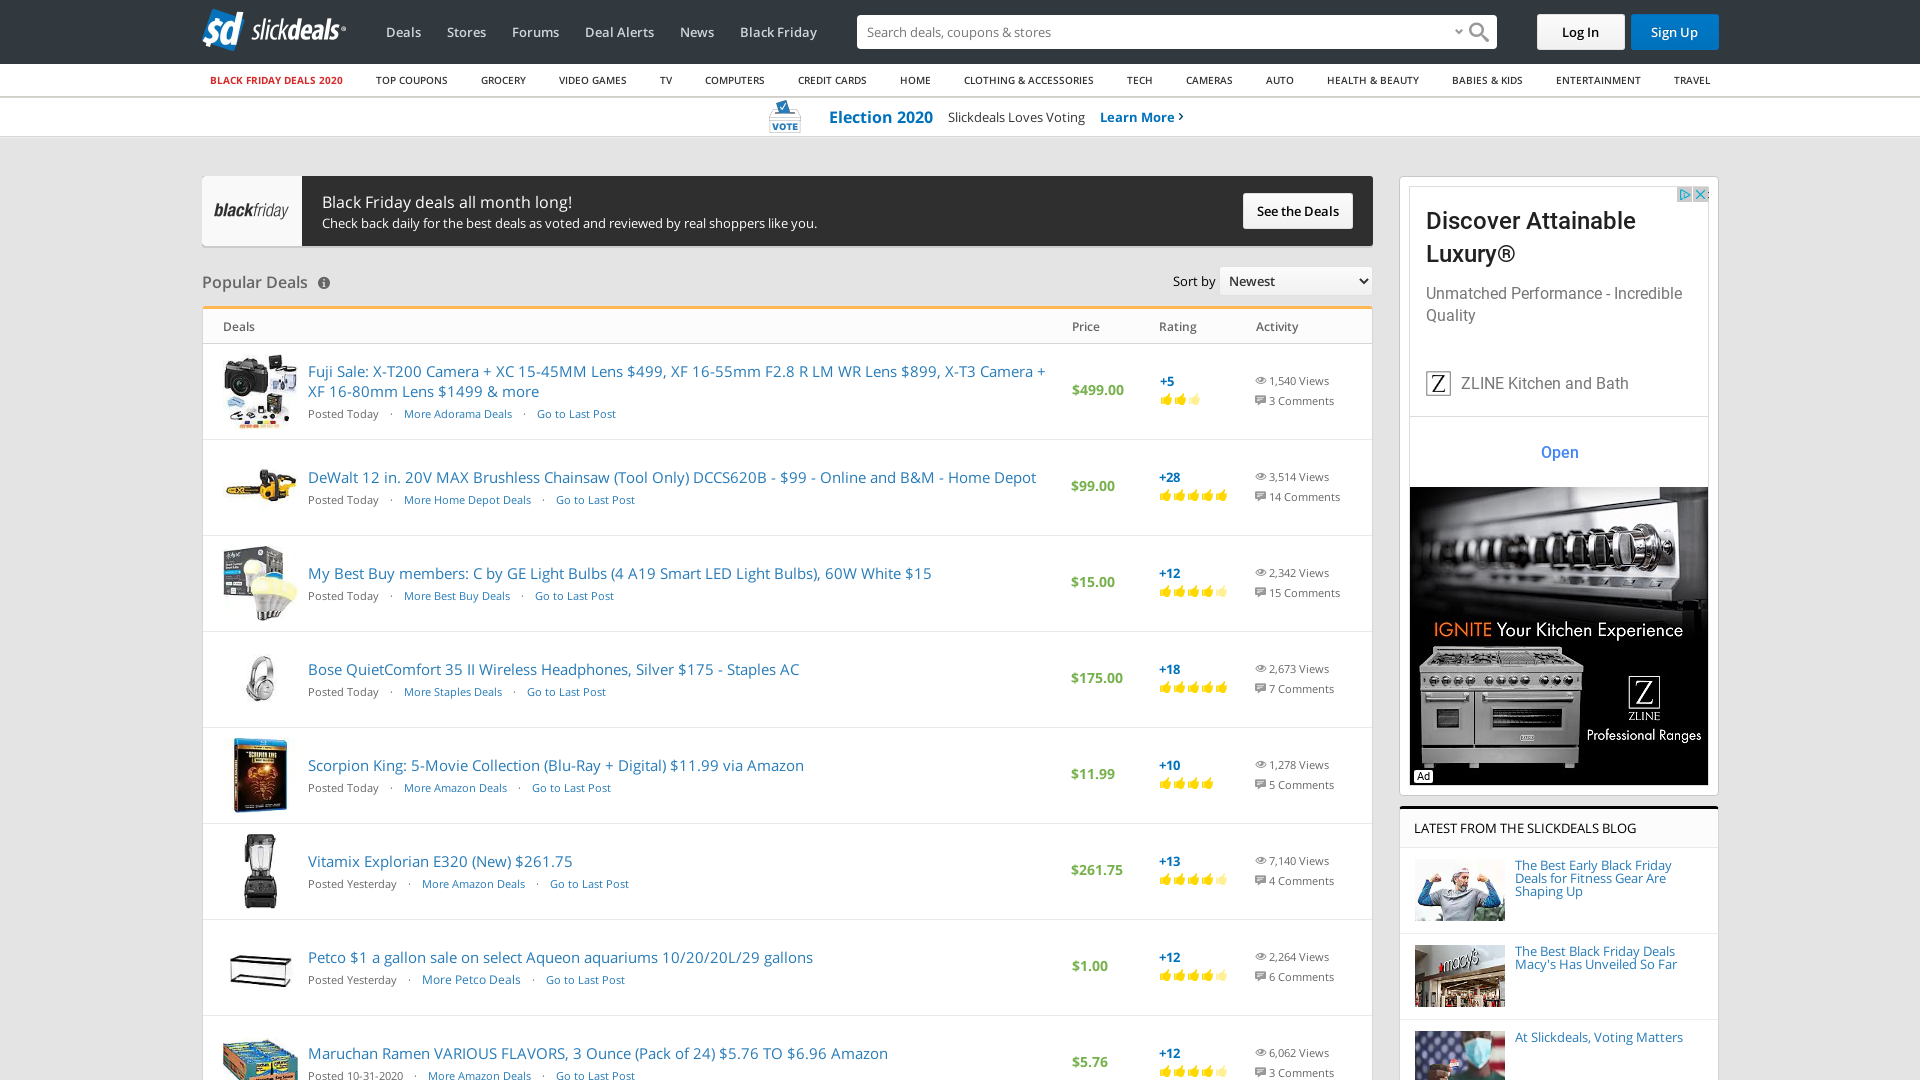 sd slickdeals
Deals
Stores
Forums
Deal Alerts
News
Black Friday
Search deals, coupons & stores
Log In
Sign Up
BLACK FRIDAY DEALS 2020
TOP COUPONS
GROCERY
VIDEO GAMES
TV
COMPUTERS
CREDIT CARDS
HOME
CLOTHING & ACCESSORIES
TECH
CAMERAS
AUTO
HEALTH & BEAUTY
BABIES & KIDS
ENTERTAINMENT
TRAVEL
VOTE
Election 2020
Slickdeals Loves Voting
Learn More
blackfriday
Black Friday deals all month long!
Check back daily for the best deals as voted and reviewed by real shoppers like you.
See the Deals
Popular Deals
Sort by
Newest
Deals
Price
Rating
Activity
Fuji Sale: X-T200 Camera + XC 15-45MM Lens $499, XF 16-55mm F2.8 R LM WR Lens $899, X-T3 Camera +
XF 16-80mm Lens $1499 & more
Posted Today · More Adorama Deals · Go to Last Post
$499.00
+5
1,540 Views
3 Comments
DeWalt 12 in. 20V MAX Brushless Chainsaw (Tool Only) DCCS620B - $99 - Online and B&M - Home Depot
Posted Today · More Home Depot Deals · Go to Last Post
$99.00
+28
3,514 Views
14 Comments
My Best Buy members: C by GE Light Bulbs (4 A19 Smart LED Light Bulbs), 60W White $15
Posted Today · More Best Buy Deals · Go to Last Post
$15.00
+12
2,342 Views
15 Comments
Bose QuietComfort 35 II Wireless Headphones, Silver $175 - Staples AC
Posted Today · More Staples Deals · Go to Last Post
$175.00
+18
2,673 Views
7 Comments
Scorpion King: 5-Movie Collection (Blu-Ray + Digital) $11.99 via Amazon
Posted Today · More Amazon Deals · Go to Last Post
$11.99
+10
1,278 Views
5 Comments
Vitamix Explorian E320 (New) $261.75
Posted Yesterday · More Amazon Deals · Go to Last Post
$261.75
+13
7,140 Views
4 Comments
Petco $1 a gallon sale on select Aqueon aquariums 10/20/20L/29 gallons
Posted Yesterday · More Petco Deals · Go to Last Post
$1.00
+12
2,264 Views
6 Comments
Maruchan Ramen VARIOUS FLAVORS, 3 Ounce (Pack of 24) $5.76 TO $6.96 Amazon
Posted 10-31-2020 · More Amazon Deals · Go to Last Post
$5.76
+12
6,062 Views
3 Comments
Discover Attainable
Luxury®
Unmatched Performance - Incredible
Quality
Z ZLINE Kitchen and Bath
Open
IGNITE Your Kitchen Experience
Z
ZLINE
Professional Ranges
Ad
LATEST FROM THE SLICKDEALS BLOG
The Best Early Black Friday
Deals for Fitness Gear Are
Shaping Up
macy's
The Best Black Friday Deals
Macy's Has Unveiled So Far
At Slickdeals, Voting Matters